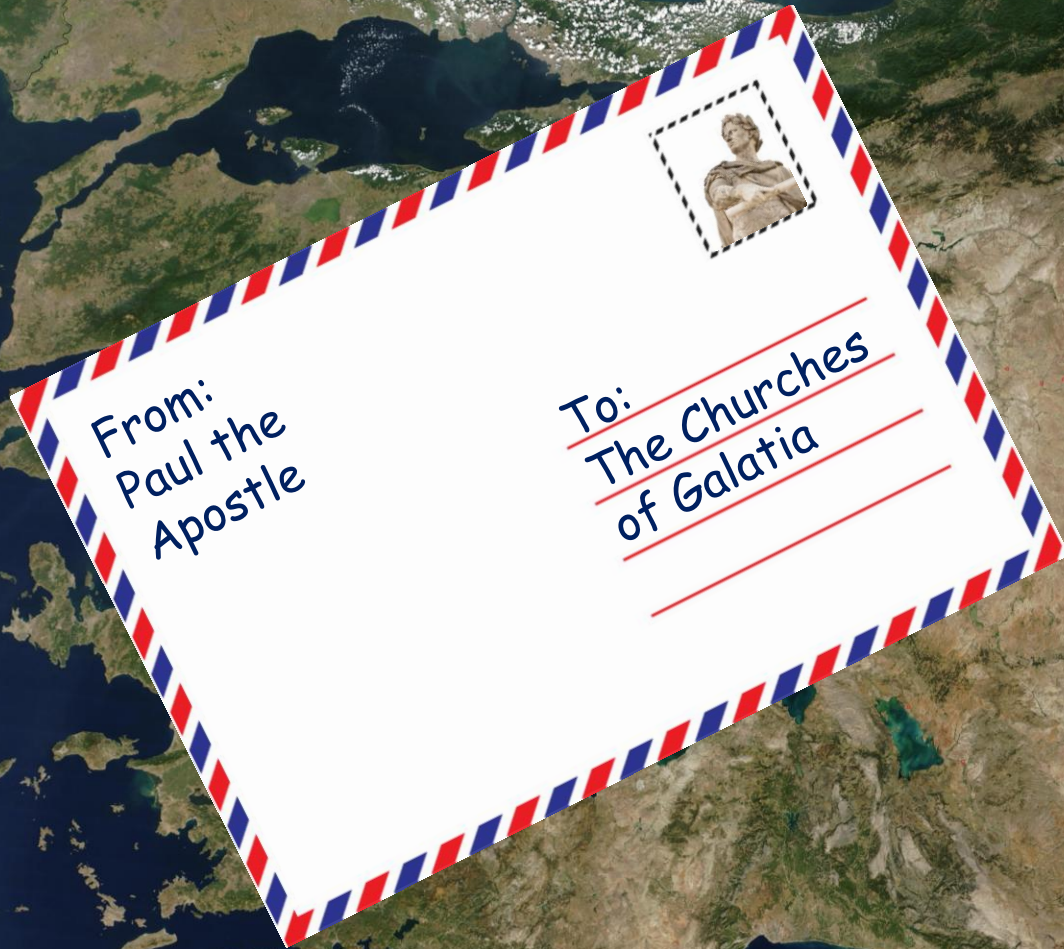 From:
Paul the
Apostle
To:
The Churches
of Galatia